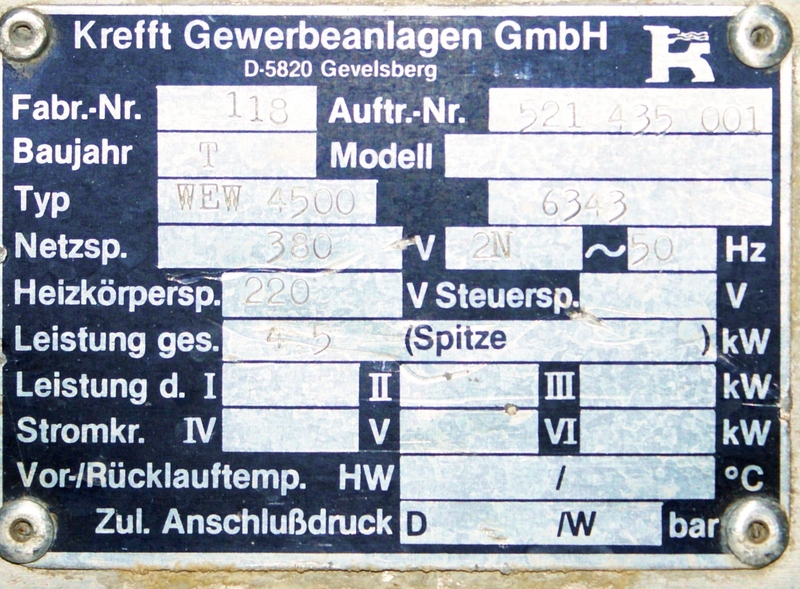 Krefft Gewerbeanlagen GmbH
D-5820 Gevelsberg
Fabr.-Nr. 118 Auftr.-Nr. 521 435 001
Baujahr T Modell
Typ WEW 4500 6343
Netzsp. 380 V 2N ~ 50 Hz
Heizkörpersp. 220 V Steuersp. V
Leistung ges. 4 5 (Spitze ) kW
Leistung d. I II III kW
Stromkr. IV V VI kW
Vor-/Rücklauftemp. HW / °C
Zul. Anschlußdruck D /W bar